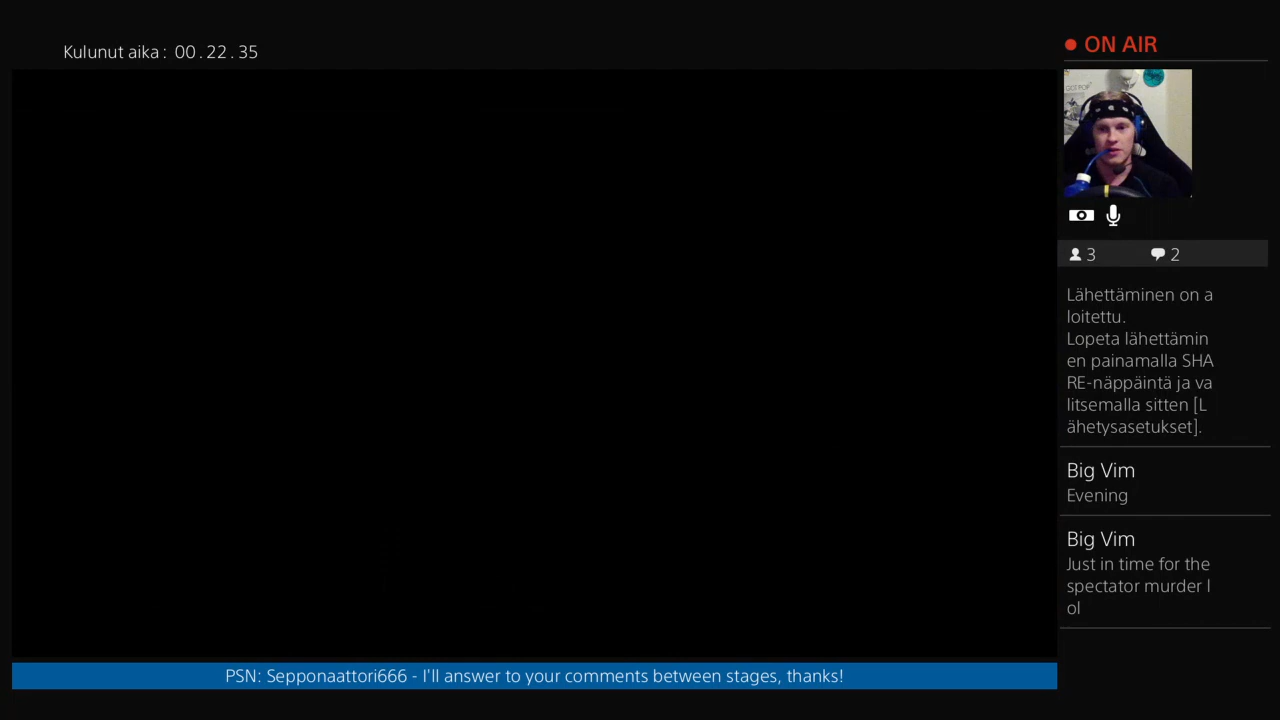 Kulunut aika : 00 . 22 . 35
ON AIR
3
2
Lähettäminen on a
loitettu.
Lopeta lähettämin
en painamalla SHA
RE-näppäintä ja va
litsemalla sitten [L
ähetysasetukset].
Big Vim
Evening
Big Vim
Just in time for the
spectator murder l
ol
PSN: Sepponaattori666 - I'll answer to your comments between stages, thanks!